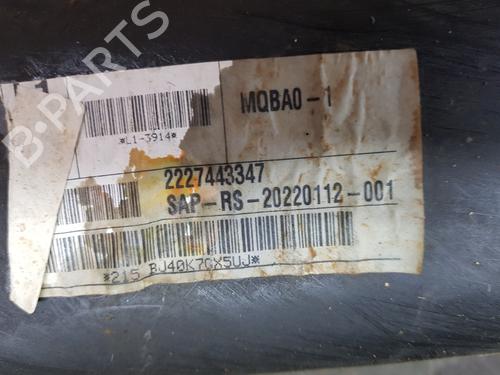 B-PARTS
MQBA0-1
*L1-3914*
2227443347
SAP-RS-20220112-001
*215 BJ40K7CX5UJ*